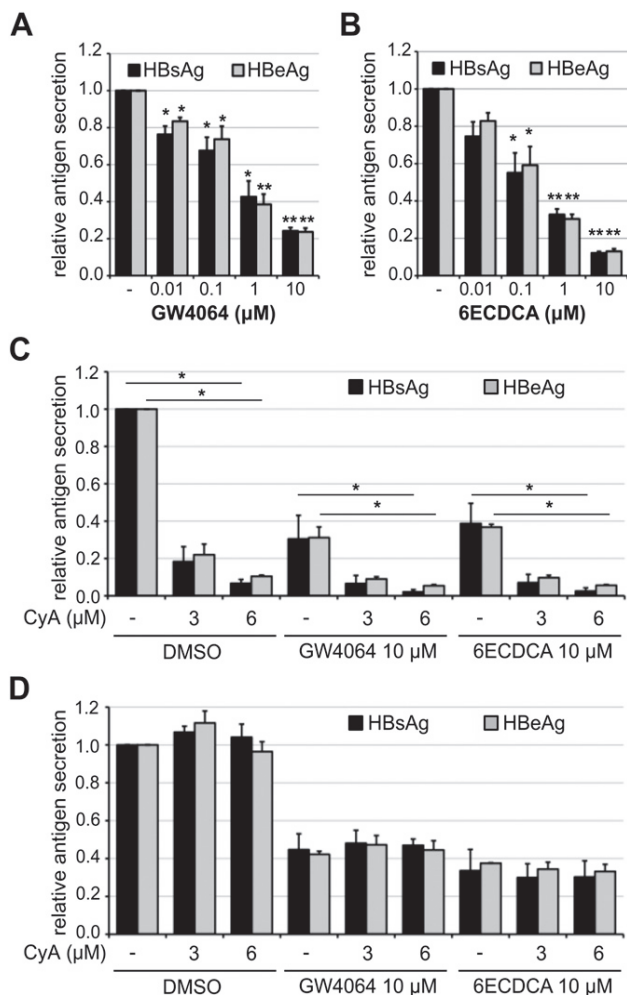 A
relative antigen secretion
1.2
1.0
0.8
0.6
0.4
0.2
0.0
HBsAg HBeAg
* *
* *
* **
** **
- 0.01 0.1 1 10
GW4064 (µM)
B
relative antigen secretion
1.2
1.0
0.8
0.6
0.4
0.2
0.0
HBsAg HBeAg
* *
** **
** **
- 0.01 0.1 1 10
6ECDCA (µM)
C
relative antigen secretion
1.2
1.0
0.8
0.6
0.4
0.2
0.0
HBsAg HBeAg
*
*
*
*
*
*
CyA (µM) - 3 6 - 3 6 - 3 6
DMSO GW4064 10 µM 6ECDCA 10 µM
D
relative antigen secretion
1.2
1.0
0.8
0.6
0.4
0.2
0.0
HBsAg HBeAg
CyA (µM) - 3 6 - 3 6 - 3 6
DMSO GW4064 10 µM 6ECDCA 10 µM